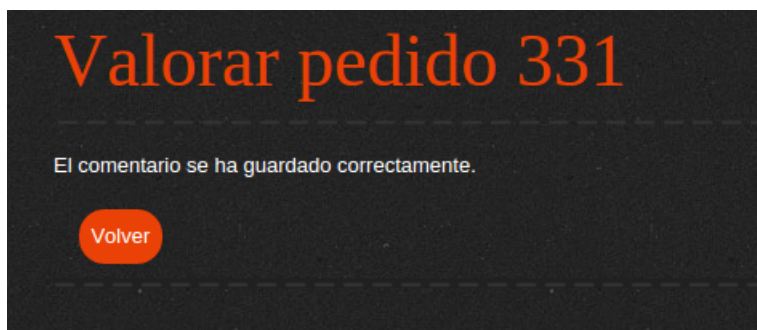 Valorar pedido 331
El comentario se ha guardado correctamente.
Volver